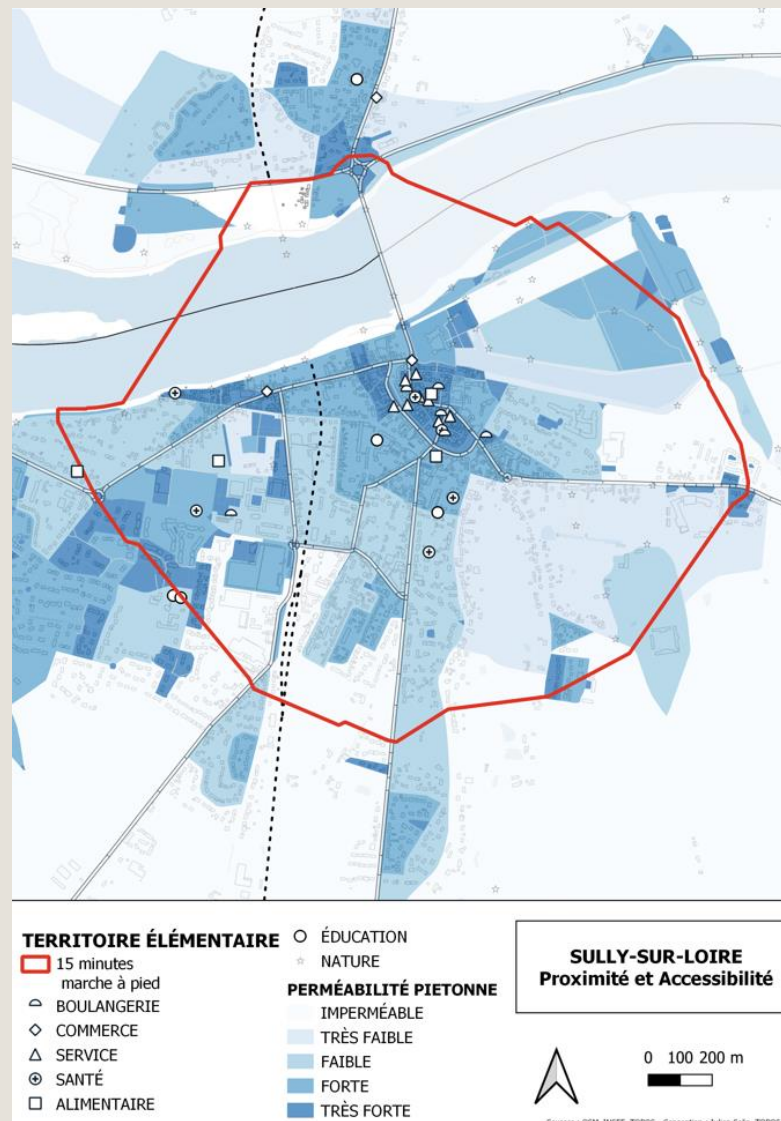 TERRITOIRE ÉLÉMENTAIRE
15 minutes
marche à pied
BOULANGERIE
COMMERCE
SERVICE
SANTÉ
ALIMENTAIRE
ÉDUCATION
NATURE
PERMÉABILITÉ PIETONNE
IMPERMÉABLE
TRÈS FAIBLE
FAIBLE
FORTE
TRÈS FORTE
SULLY-SUR-LOIRE
Proximité et Accessibilité
0 100 200 m